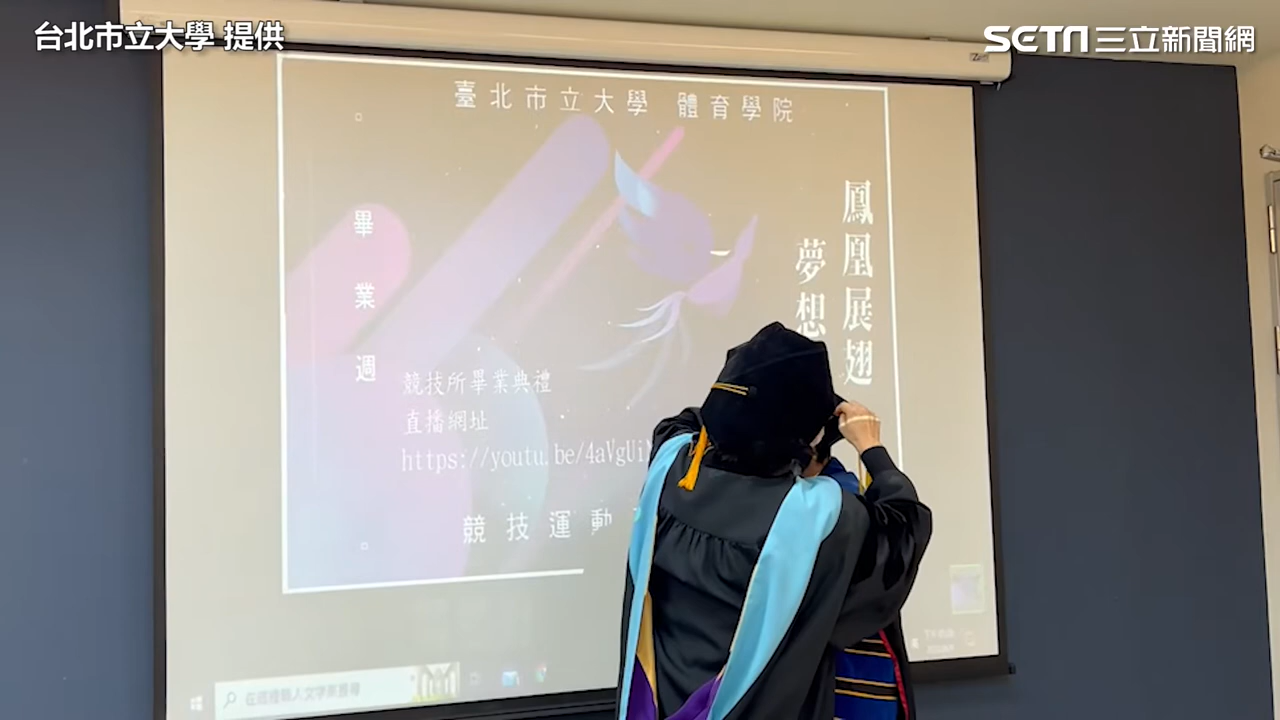 台北市立大學 提供
SETN三立新聞網
臺北市立大學 體育學院
鳳凰展翅
夢想
畢業週
競技所畢業典禮
直播網址
https://youtu.be/4aVgUi
競技運動